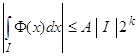 |∫_I Φ(x)dx| ≤ A | I | 2^k